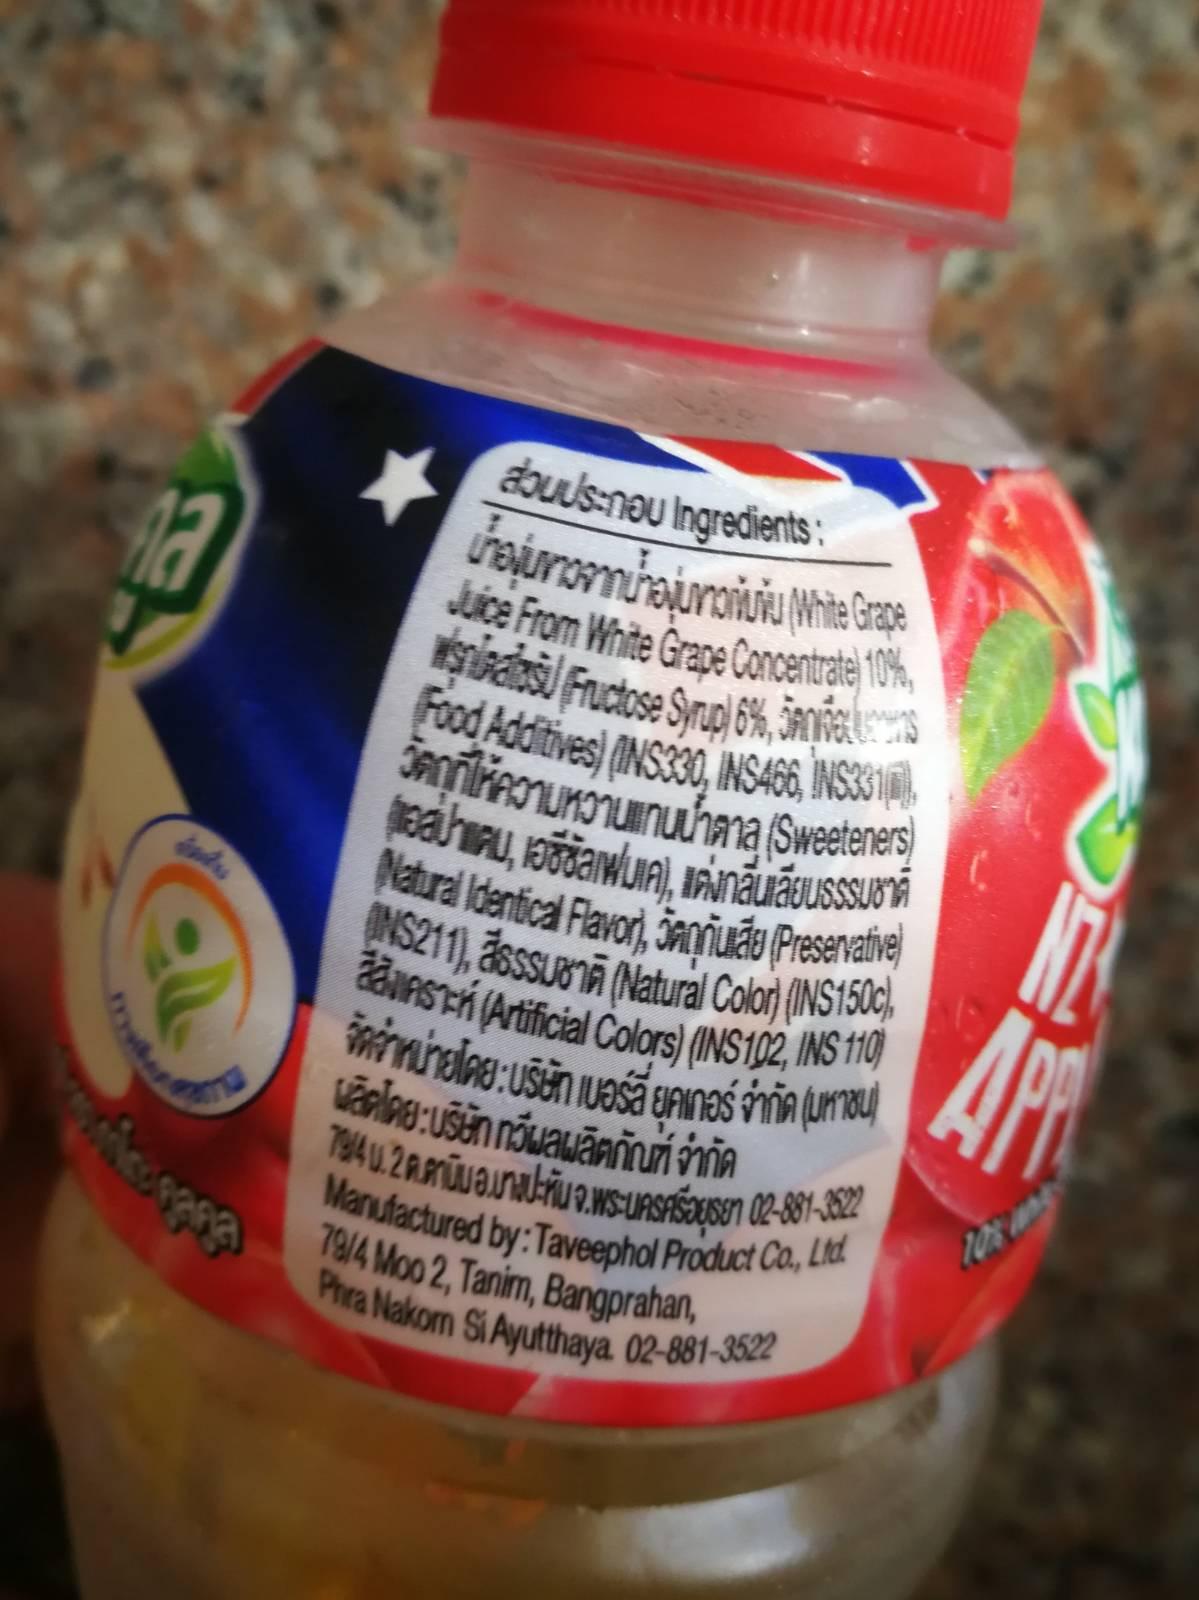 ส่วนประกอบ Ingredients :
น้ำองุ่นขาวจากน้ำองุ่นขาวเข้มข้น (White Grape
Juice From White Grape Concentrate) 10%,
ฟรุกโตสไซรัป (Fructose Syrup) 6%, วัตถุเจือปนอาหาร
(Food Additives) (INS330, INS466, INS331(iii)),
วัตถุที่ให้ความหวานแทนน้ำตาล (Sweeteners)
(แอสปาแตม, เอซีซัลเฟมเค), แต่งกลิ่นเลียนธรรมชาติ
(Natural Identical Flavor), วัตถุกันเสีย (Preservative)
(INS211), สีธรรมชาติ (Natural Color) (INS150c),
สีสังเคราะห์ (Artificial Colors) (INS102, INS 110)
จัดจำหน่ายโดย : บริษัท เบอร์ลี่ ยุคเกอร์ จำกัด (มหาชน)
ผลิตโดย : บริษัท ทวีผลผลิตภัณฑ์ จำกัด
79/4 ม. 2 ต.ตานิม อ.บางปะหัน จ.พระนครศรีอยุธยา 02-881-3522
Manufactured by : Taveephol Product Co., Ltd.
79/4 Moo 2, Tanim, Bangprahan,
Phra Nakorn Si Ayutthaya. 02-881-3522
NZ
APP
10%